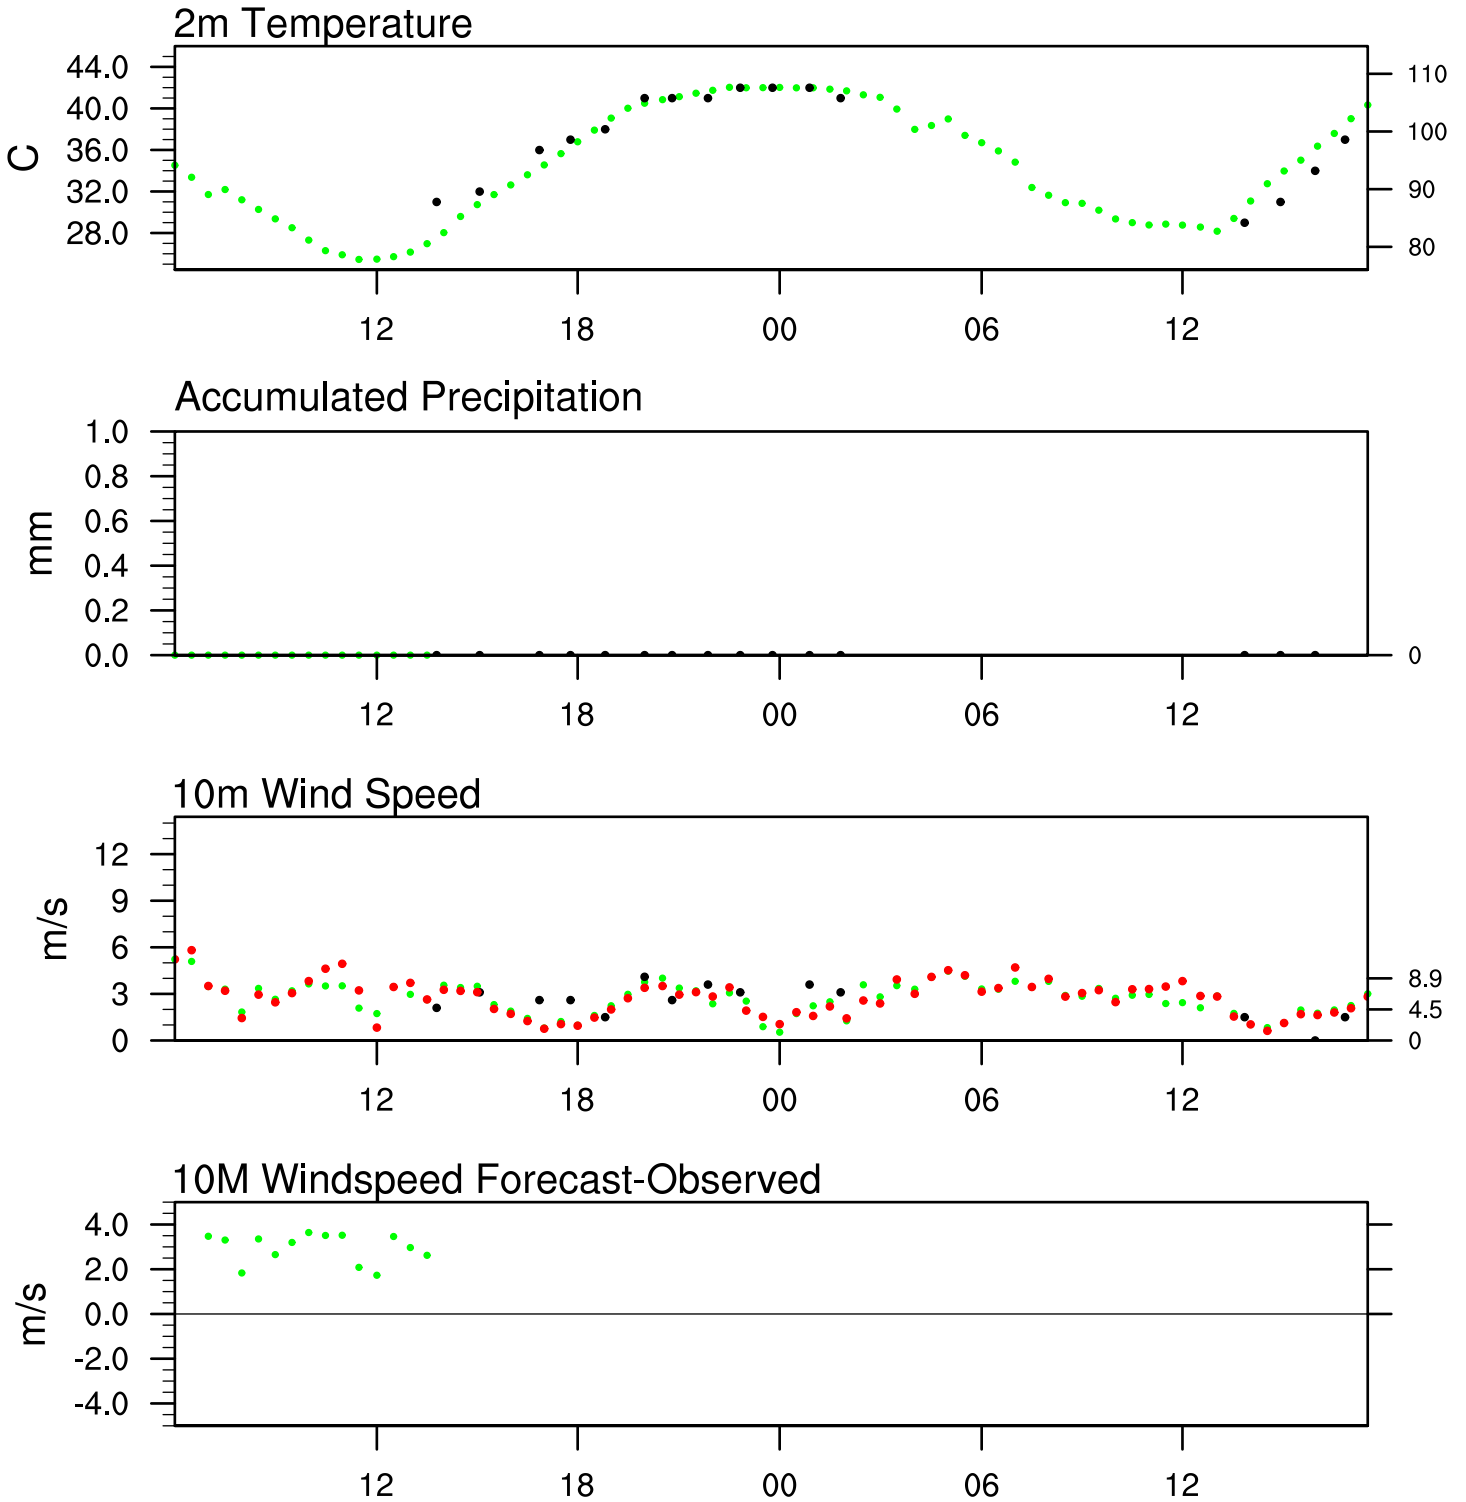 2m Temperature
44.0
40.0
36.0
32.0
28.0
C
110
100
90
80
12 18 00 06 12
Accumulated Precipitation
1.0
0.8
0.6
0.4
0.2
0.0
mm
0
12 18 00 06 12
10m Wind Speed
12
9
6
3
0
m/s
8.9
4.5
0
12 18 00 06 12
10M Windspeed Forecast-Observed
4.0
2.0
0.0
-2.0
-4.0
m/s
12 18 00 06 12